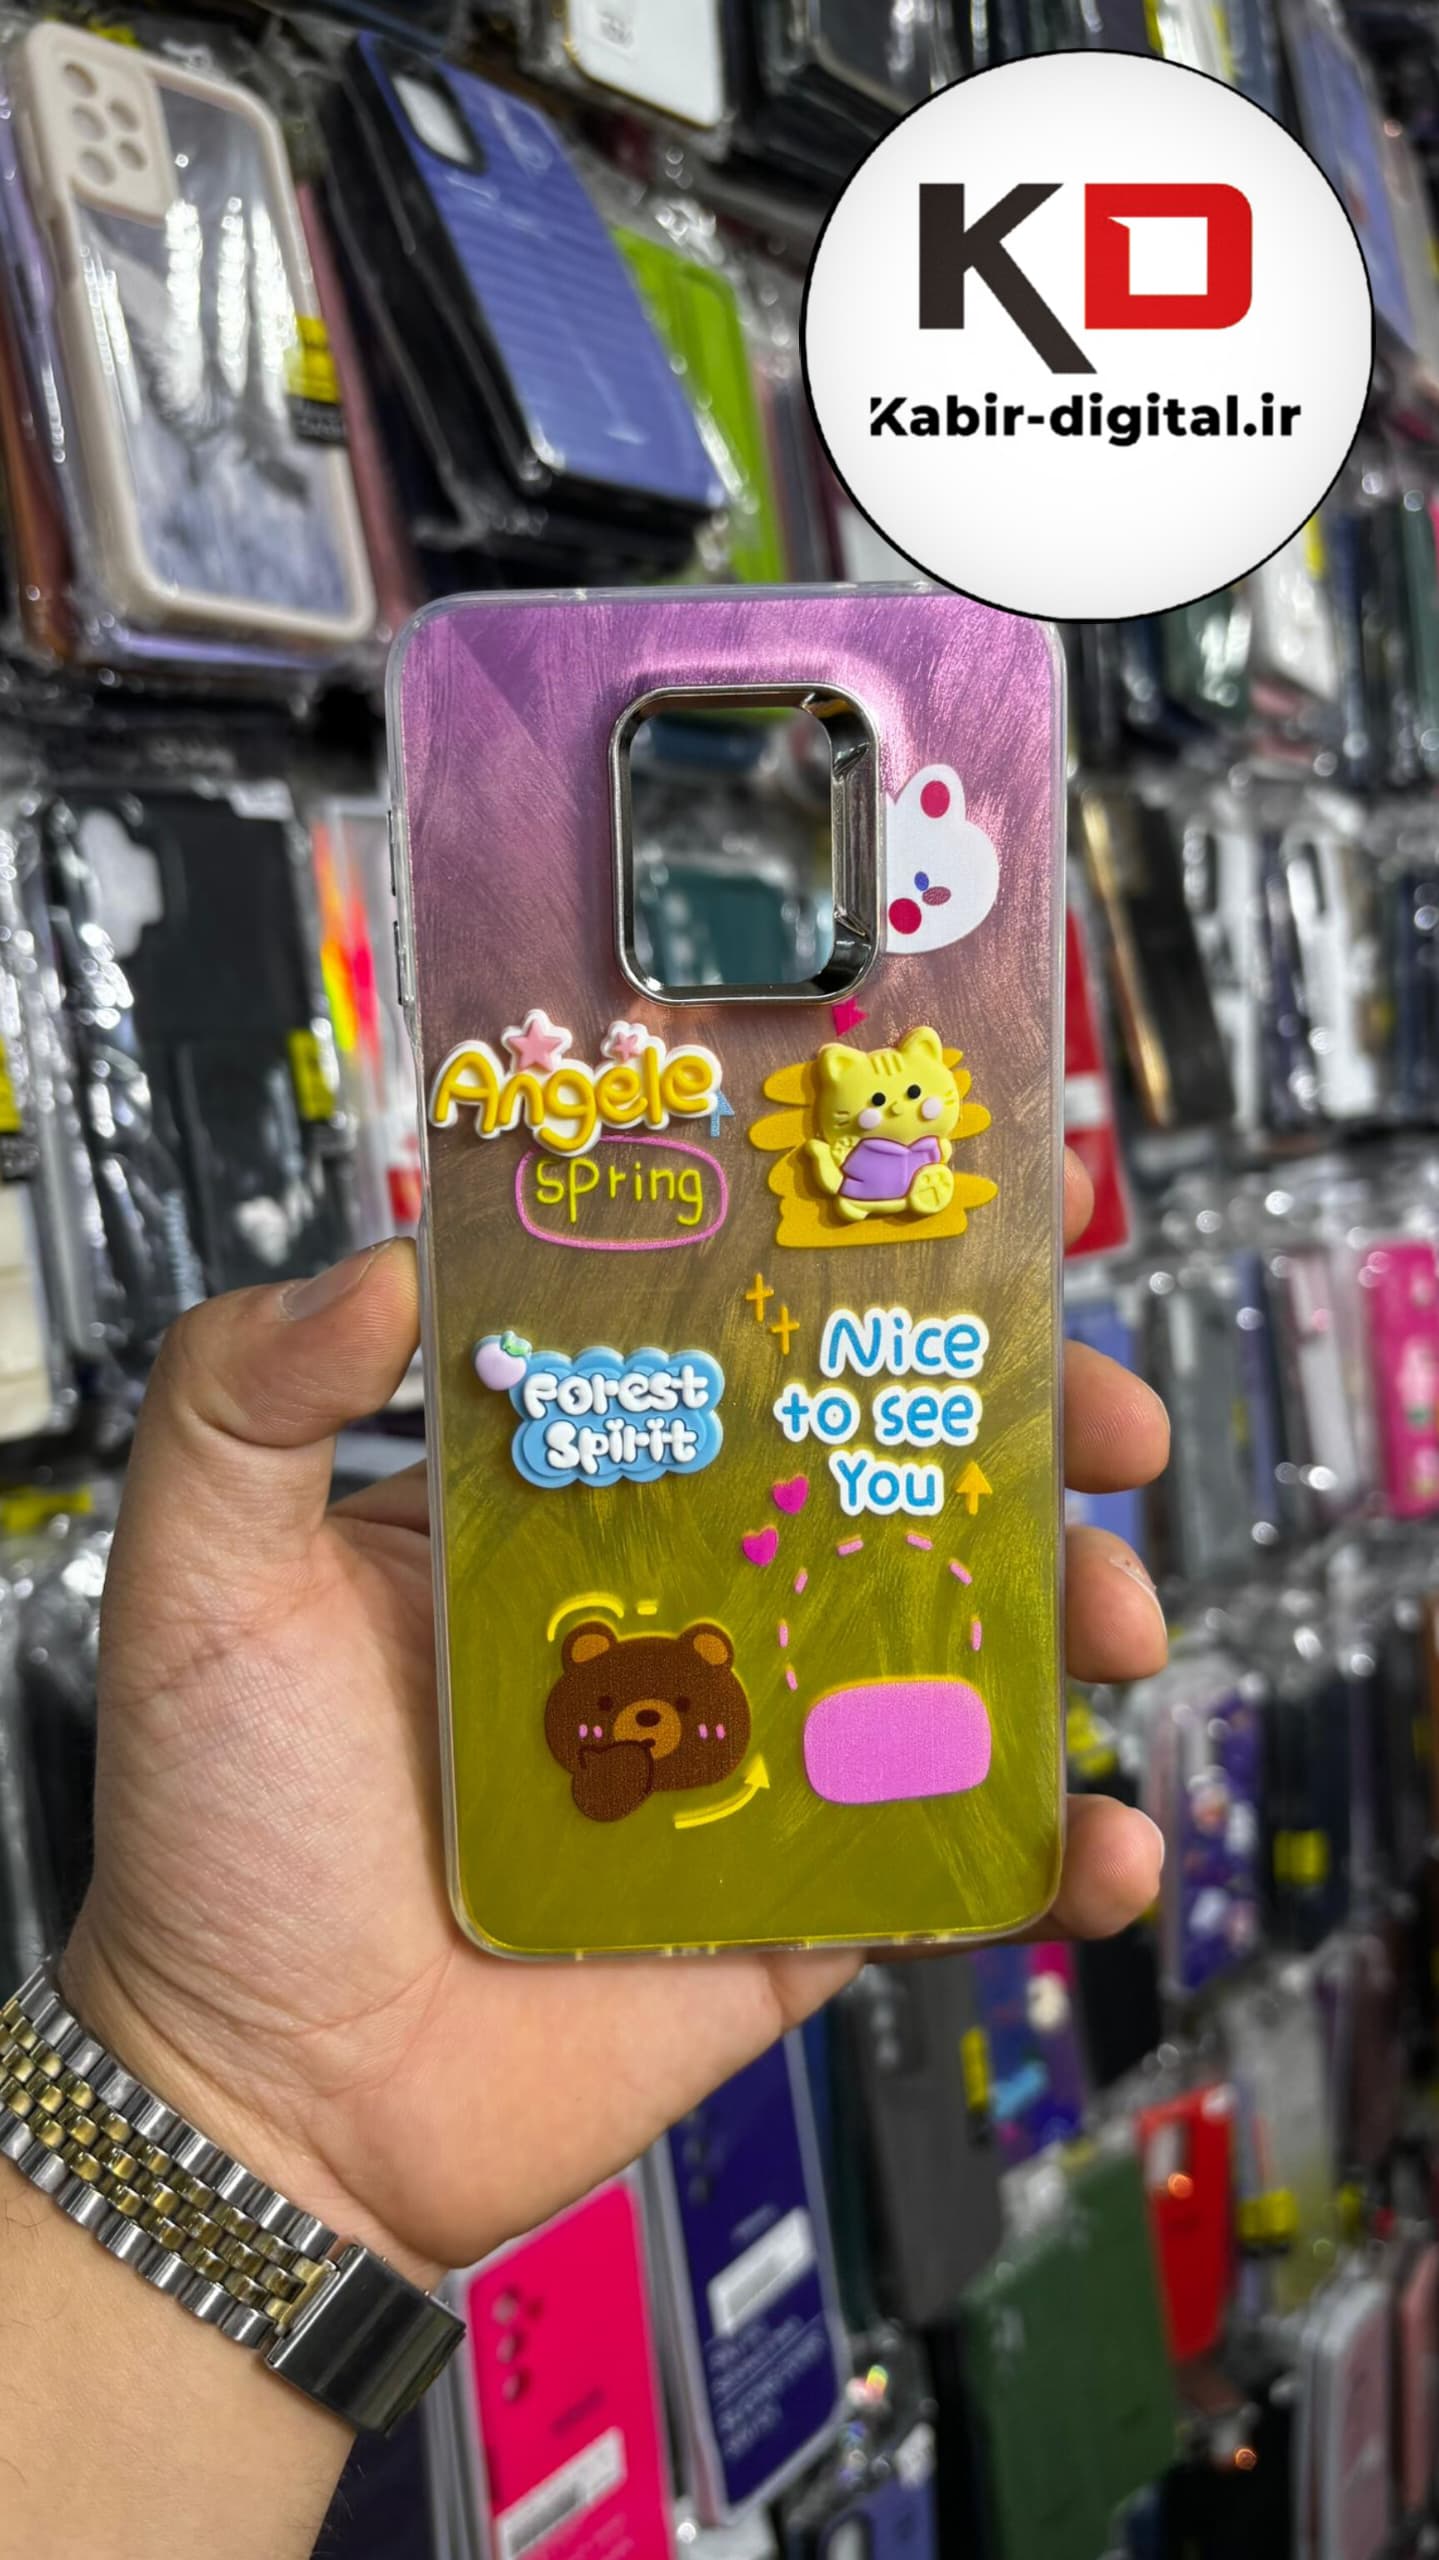 KD
Kabir-digital.ir
Angele
spring
Nice
to see
You
Forest
Spirit